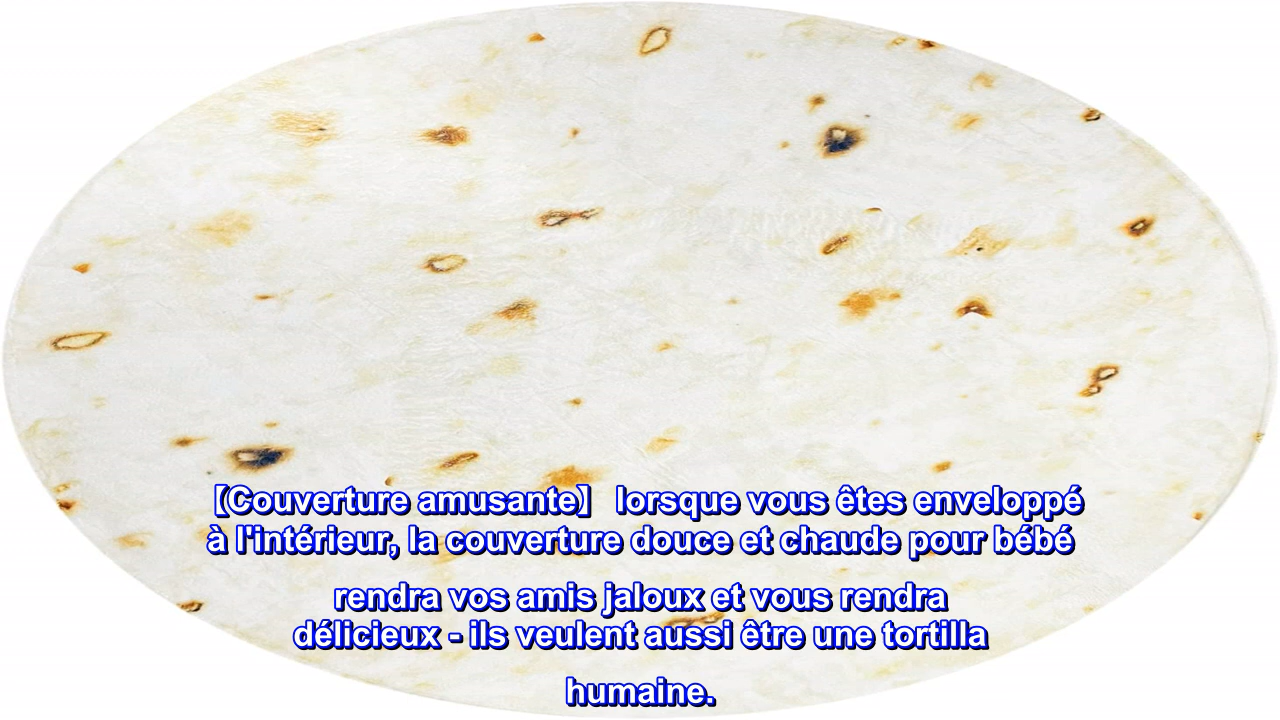 【Couverture amusante】 lorsque vous êtes enveloppé
à l'intérieur, la couverture douce et chaude pour bébé
rendra vos amis jaloux et vous rendra
délicieux - ils veulent aussi être une tortilla
humaine.